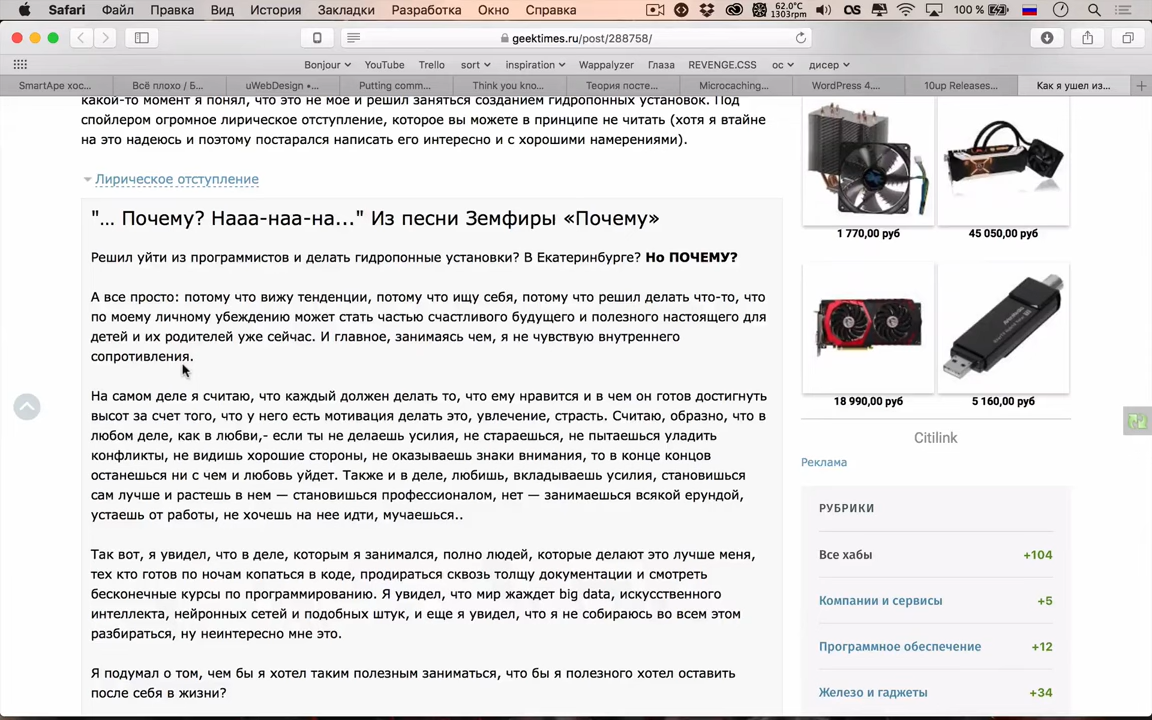 Safari Файл Правка Вид История Закладки Разработка Окно Справка 62.0°C 1303rpm 100 %
geektimes.ru/post/288758/
Bonjour YouTube Trello sort inspiration Wappalyzer Глаза REVENGE.CSS ос дисер
SmartApe хос... Всё плохо / 5... uWebDesign •... Putting comm... Think you kno... Теория посте... Microcaching... WordPress 4.... 10up Releases... Как я ушел из...
какой-то момент я понял, что это не мое и решил заняться созданием гидропонных установок. Под
спойлером огромное лирическое отступление, которое вы можете в принципе не читать (хотя я втайне
на это надеюсь и поэтому постарался написать его интересно и с хорошими намерениями).
Лирическое отступление
"... Почему? Нааа-наа-на..." Из песни Земфиры «Почему»
Решил уйти из программистов и делать гидропонные установки? В Екатеринбурге? Но ПОЧЕМУ?
А все просто: потому что вижу тенденции, потому что ищу себя, потому что решил делать что-то, что
по моему личному убеждению может стать частью счастливого будущего и полезного настоящего для
детей и их родителей уже сейчас. И главное, занимаясь чем, я не чувствую внутреннего
сопротивления.
На самом деле я считаю, что каждый должен делать то, что ему нравится и в чем он готов достигнуть
высот за счет того, что у него есть мотивация делать это, увлечение, страсть. Считаю, образно, что в
любом деле, как в любви,- если ты не делаешь усилия, не стараешься, не пытаешься уладить
конфликты, не видишь хорошие стороны, не оказываешь знаки внимания, то в конце концов
останешься ни с чем и любовь уйдет. Также и в деле, любишь, вкладываешь усилия, становишься
сам лучше и растешь в нем — становишься профессионалом, нет — занимаешься всякой ерундой,
устаешь от работы, не хочешь на нее идти, мучаешься..
Так вот, я увидел, что в деле, которым я занимался, полно людей, которые делают это лучше меня,
тех кто готов по ночам копаться в коде, продираться сквозь толщу документации и смотреть
бесконечные курсы по программированию. Я увидел, что мир жаждет big data, искусственного
интеллекта, нейронных сетей и подобных штук, и еще я увидел, что я не собираюсь во всем этом
разбираться, ну неинтересно мне это.
Я подумал о том, чем бы я хотел таким полезным заниматься, что бы я полезного хотел оставить
после себя в жизни?
1 770,00 руб 45 050,00 руб
18 990,00 руб 5 160,00 руб
Citilink
Реклама
РУБРИКИ
Все хабы +104
Компании и сервисы +5
Программное обеспечение +12
Железо и гаджеты +34